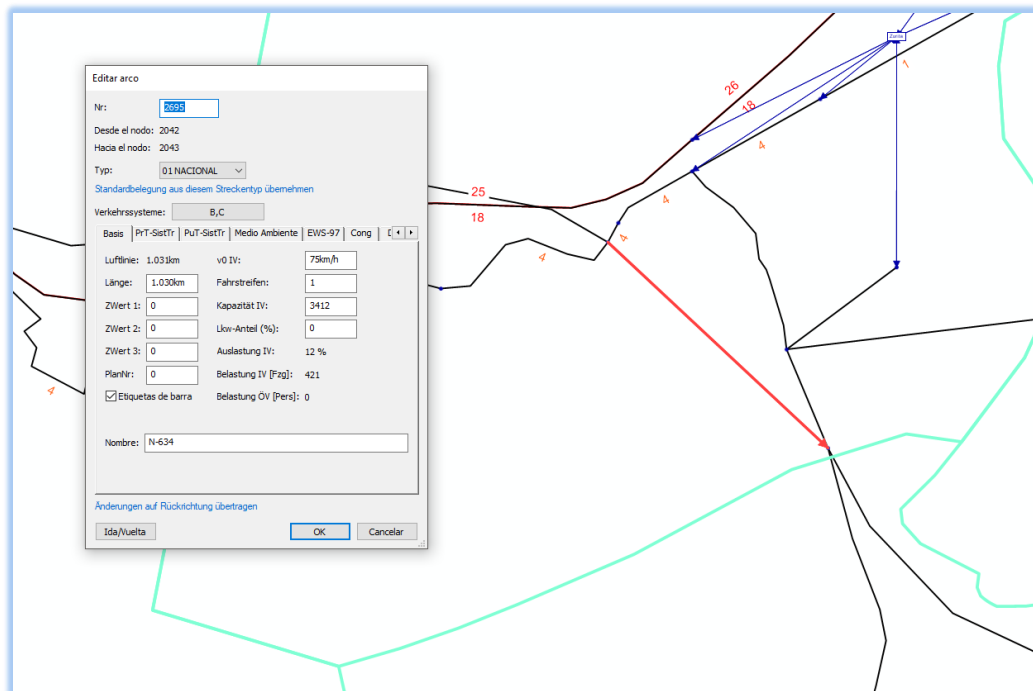 Editar arco
Nr: 2695
Desde el nodo: 2042
Hacia el nodo: 2043
Typ: 01 NACIONAL
Standardbelegung aus diesem Streckentyp übernehmen
Verkehrssysteme: B,C
Basis PrT-SistTr PuT-SistTr Medio Ambiente EWS-97 Cong
Luftlinie: 1.031km v0 IV: 75km/h
Länge: 1.030km Fahrstreifen: 1
ZWert 1: 0 Kapazität IV: 3412
ZWert 2: 0 Lkw-Anteil (%): 0
ZWert 3: 0 Auslastung IV: 12 %
PlanNr: 0 Belastung IV [Fzg]: 421
Etiquetas de barra Belastung ÖV [Pers]: 0
Nombre: N-634
Änderungen auf Rückrichtung übertragen
Ida/Vuelta OK Cancelar
1
26
18
4
25
18
4
4
4
4